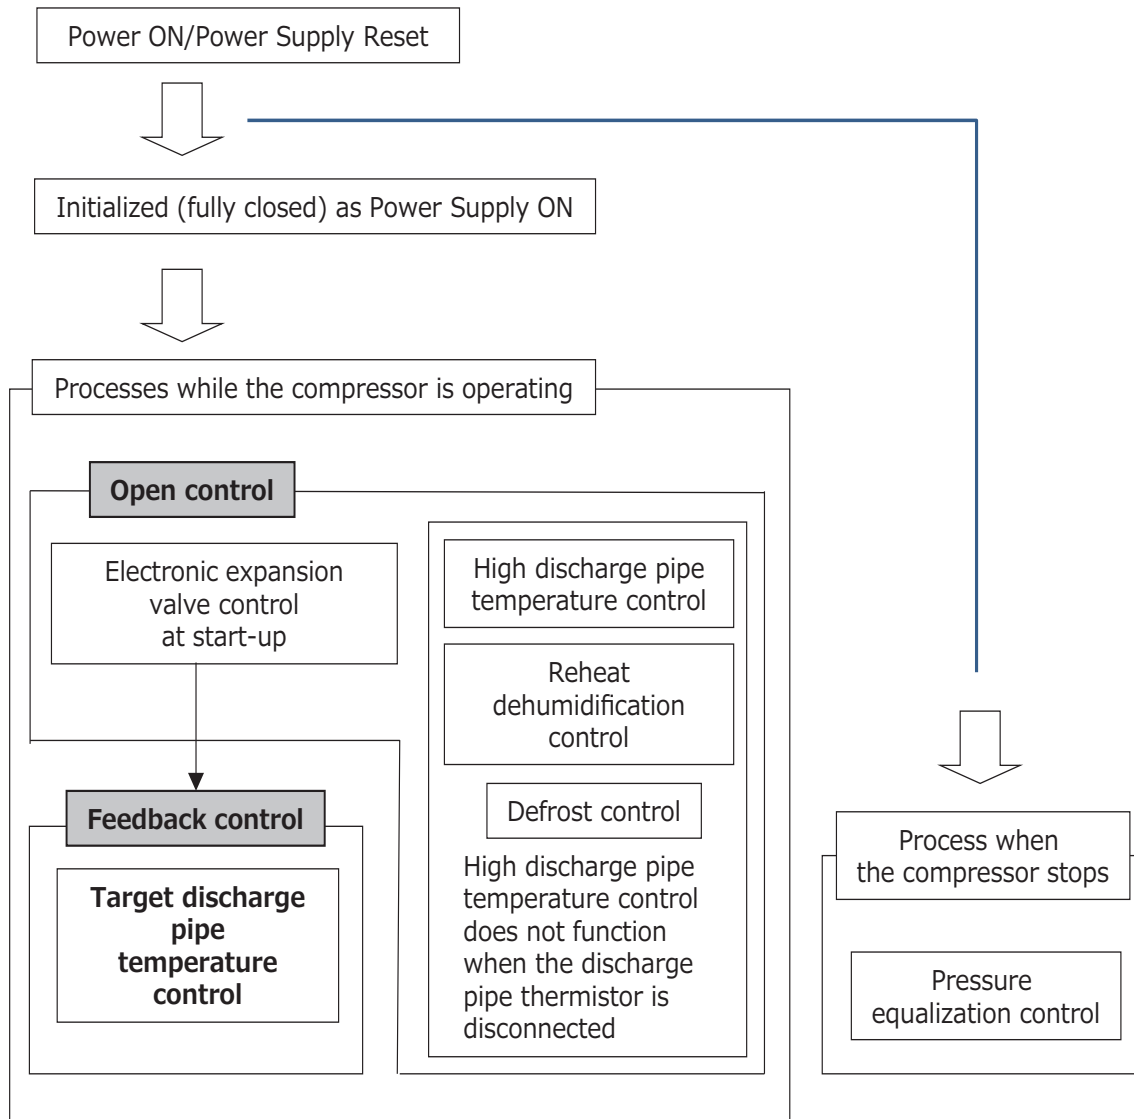 Power ON/Power Supply Reset
Initialized (fully closed) as Power Supply ON
Processes while the compressor is operating
Open control
Electronic expansion
valve control
at start-up
High discharge pipe
temperature control
Reheat
dehumidification
control
Defrost control
High discharge pipe
temperature control
does not function
when the discharge
pipe thermistor is
disconnected
Feedback control
Target discharge
pipe
temperature
control
Process when
the compressor stops
Pressure
equalization control